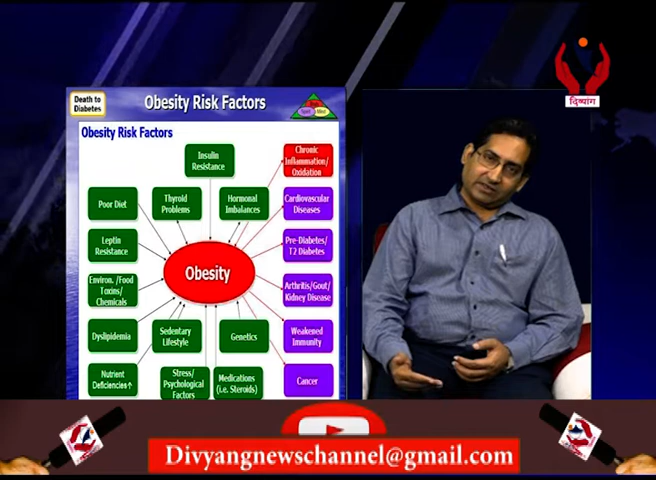 दिव्यांग
Death to
Diabetes
Obesity Risk Factors
Obesity Risk Factors
Insulin
Resistance
Chronic
Inflammation/
Oxidation
Poor Diet
Thyroid
Problems
Hormonal
Imbalances
Cardiovascular
Diseases
Leptin
Resistance
Pre-Diabetes/
T2 Diabetes
Obesity
Environ. /Food
Toxins/
Chemicals
Arthritis/Gout/
Kidney Disease
Dyslipidemia
Sedentary
Lifestyle
Genetics
Weakened
Immunity
Nutrient
Deficiencies↑
Stress/
Psychological
Factors
Medications
(i.e. Steroids)
Cancer
Divyangnewschannel@gmail.com